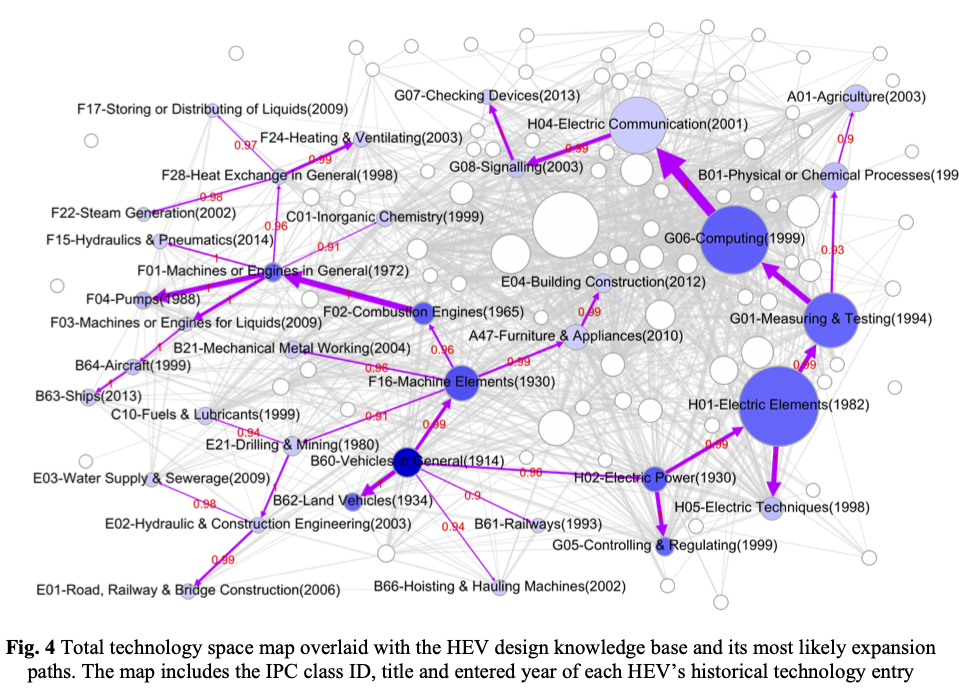 G07-Checking Devices(2013)
A01-Agriculture(2003)
F17-Storing or Distributing of Liquids(2009)
H04-Electric Communication(2001)
F24-Heating & Ventilating(2003)
0.9
0.97
0.99
0.99
G08-Signalling(2003)
F28-Heat Exchange in General(1998)
B01-Physical or Chemical Processes(199
0.98
F22-Steam Generation(2002)
C01-Inorganic Chemistry(1999)
0.96
F15-Hydraulics & Pneumatics(2014)
G06-Computing(1999)
0.91
0.93
1
F01-Machines or Engines in General(1972)
E04-Building Construction(2012)
1
1
1
F04-Pumps(1988)
F02-Combustion Engines(1965)
0.99
G01-Measuring & Testing(1994)
F03-Machines or Engines for Liquids(2009)
A47-Furniture & Appliances(2010)
B21-Mechanical Metal Working(2004)
0.96
1
B64-Aircraft(1999)
0.96
0.99
0.99
F16-Machine Elements(1930)
1
B63-Ships(2013)
H01-Electric Elements(1982)
C10-Fuels & Lubricants(1999)
0.91
0.99
0.94
E21-Drilling & Mining(1980)
0.99
B60-Vehicles in General(1914)
0.96
E03-Water Supply & Sewerage(2009)
H02-Electric Power(1930)
1
1
0.9
B62-Land Vehicles(1934)
0.98
H05-Electric Techniques(1998)
E02-Hydraulic & Construction Engineering(2003)
0.94
B61-Railways(1993)
G05-Controlling & Regulating(1999)
0.99
E01-Road, Railway & Bridge Construction(2006)
B66-Hoisting & Hauling Machines(2002)
Fig. 4 Total technology space map overlaid with the HEV design knowledge base and its most likely expansion
paths. The map includes the IPC class ID, title and entered year of each HEV's historical technology entry